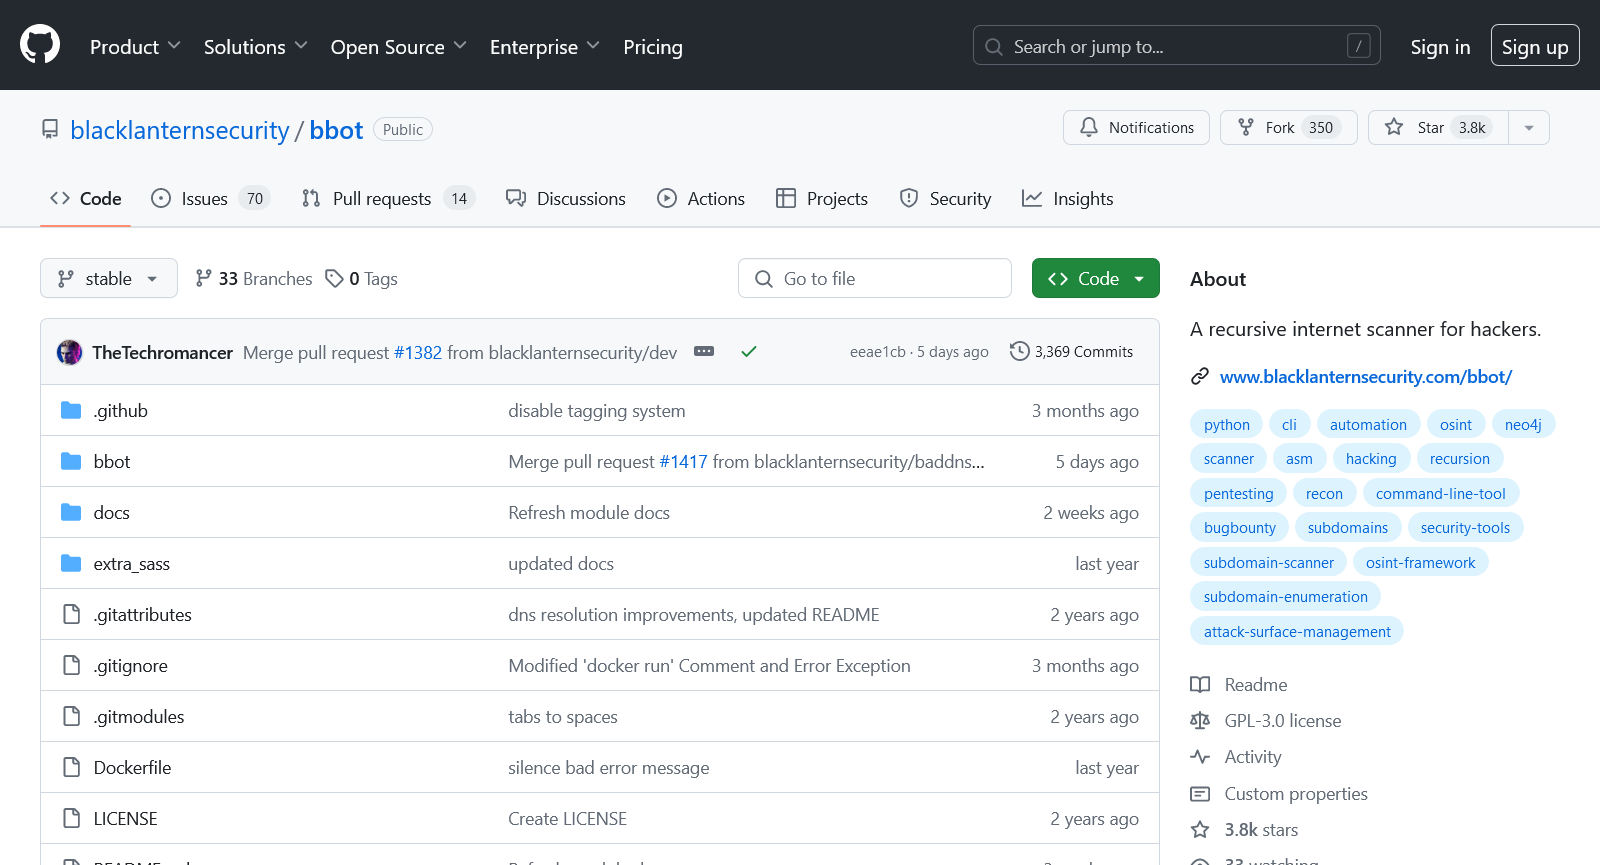 Product Solutions Open Source Enterprise Pricing Search or jump to... / Sign in Sign up
blacklanternsecurity / bbot Public Notifications Fork 350 Star 3.8k
Code Issues 70 Pull requests 14 Discussions Actions Projects Security Insights
stable 33 Branches 0 Tags Go to file Code
TheTechromancer Merge pull request #1382 from blacklanternsecurity/dev eeae1cb · 5 days ago 3,369 Commits
.github disable tagging system 3 months ago
bbot Merge pull request #1417 from blacklanternsecurity/baddns... 5 days ago
docs Refresh module docs 2 weeks ago
extra_sass updated docs last year
.gitattributes dns resolution improvements, updated README 2 years ago
.gitignore Modified 'docker run' Comment and Error Exception 3 months ago
.gitmodules tabs to spaces 2 years ago
Dockerfile silence bad error message last year
LICENSE Create LICENSE 2 years ago
About
A recursive internet scanner for hackers.
www.blacklanternsecurity.com/bbot/
python cli automation osint neo4j
scanner asm hacking recursion
pentesting recon command-line-tool
bugbounty subdomains security-tools
subdomain-scanner osint-framework
subdomain-enumeration
attack-surface-management
Readme
GPL-3.0 license
Activity
Custom properties
3.8k stars
33 watching